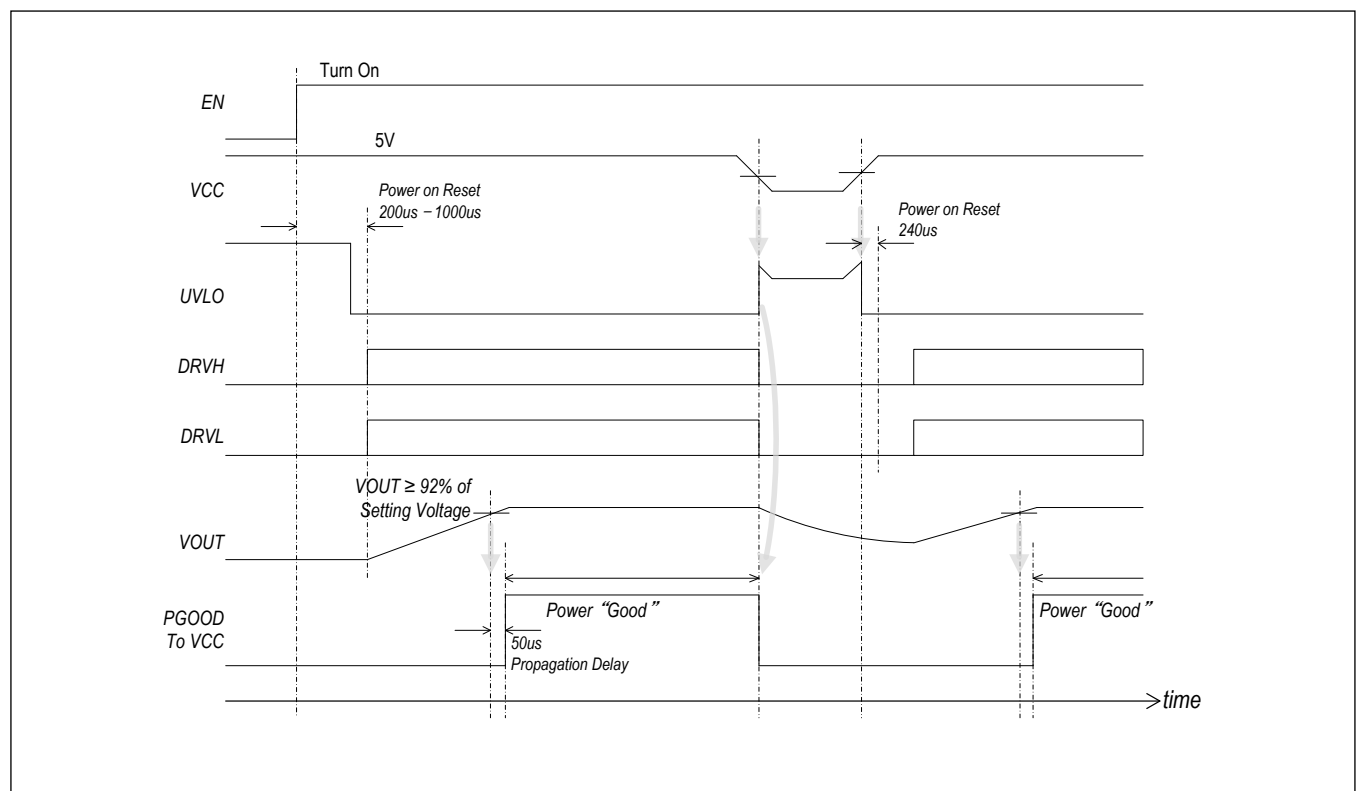 Turn On
EN
5V
VCC
Power on Reset
200us – 1000us
Power on Reset
240us
UVLO
DRVH
DRVL
VOUT ≥ 92% of
Setting Voltage
VOUT
PGOOD
To VCC
Power “Good”
Power “Good”
50us
Propagation Delay
time